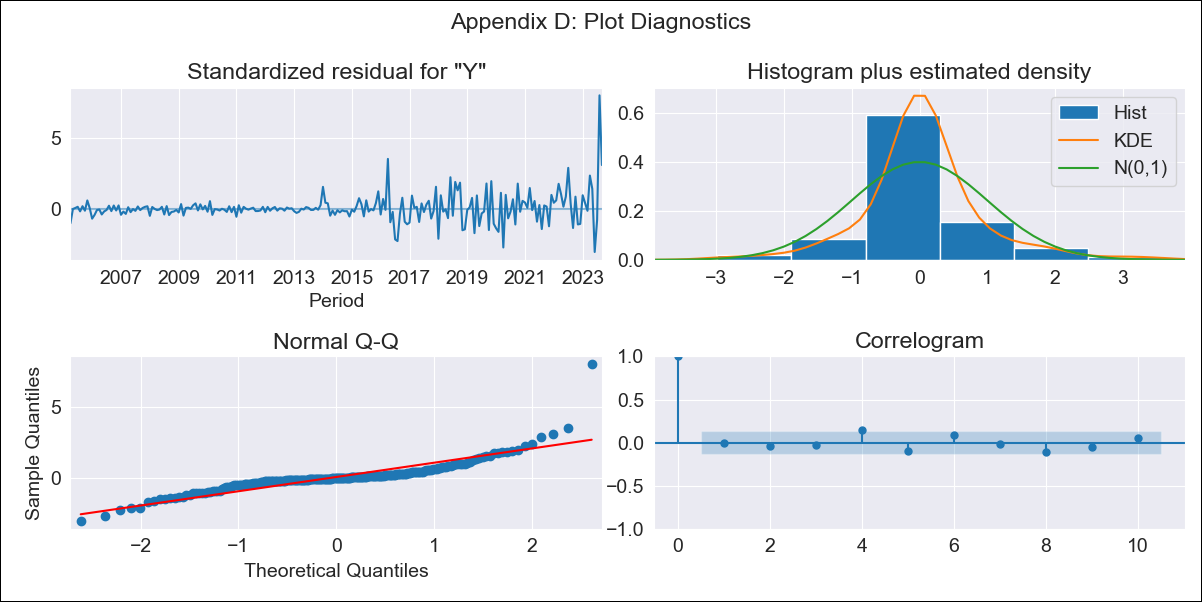 Appendix D: Plot Diagnostics
Standardized residual for "Y"
5
0
2007 2009 2011 2013 2015 2017 2019 2021 2023
Period
Histogram plus estimated density
0.6
0.4
0.2
0.0
−3 −2 −1 0 1 2 3
Hist
KDE
N(0,1)
Normal Q-Q
Sample Quantiles
5
0
−2 −1 0 1 2
Theoretical Quantiles
Correlogram
1.0
0.5
0.0
−0.5
−1.0
0 2 4 6 8 10